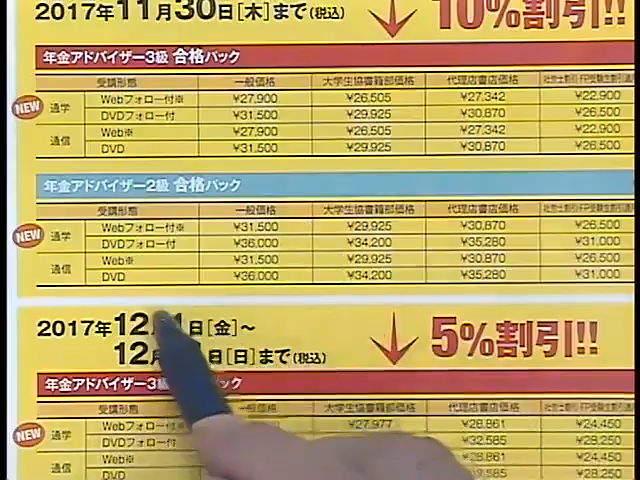 2017年11月30日[木]まで(税込)
10%割引!!
年金アドバイザー3級 合格パック
受講形態 一般価格 大学生協書籍部価格 代理店書店価格
NEW 通学 Webフォロー付※ ¥27,900 ¥26,505 ¥27,342 ¥22,900
DVDフォロー付 ¥31,500 ¥29,925 ¥30,870 ¥26,500
通信 Web※ ¥27,900 ¥26,505 ¥27,342 ¥22,900
DVD ¥31,500 ¥29,925 ¥30,870 ¥26,500
年金アドバイザー2級 合格パック
受講形態 一般価格 大学生協書籍部価格 代理店書店価格
NEW 通学 Webフォロー付※ ¥31,500 ¥29,925 ¥30,870 ¥26,500
DVDフォロー付 ¥36,000 ¥34,200 ¥35,280 ¥31,000
通信 Web※ ¥31,500 ¥29,925 ¥30,870 ¥26,500
DVD ¥36,000 ¥34,200 ¥35,280 ¥31,000
2017年12月1日[金]~
12 日[日]まで(税込)
5%割引!!
年金アドバイザー3級 パック
受講形態 価格 大学生協書籍部価格 代理店書店価格
NEW 通学 Webフォロー付 ¥27,977 ¥28,861 ¥24,450
DVDフォロー付 ¥32,585 ¥28,250
通信 Web※ ¥28,861 ¥24,450
DVD ¥28,250